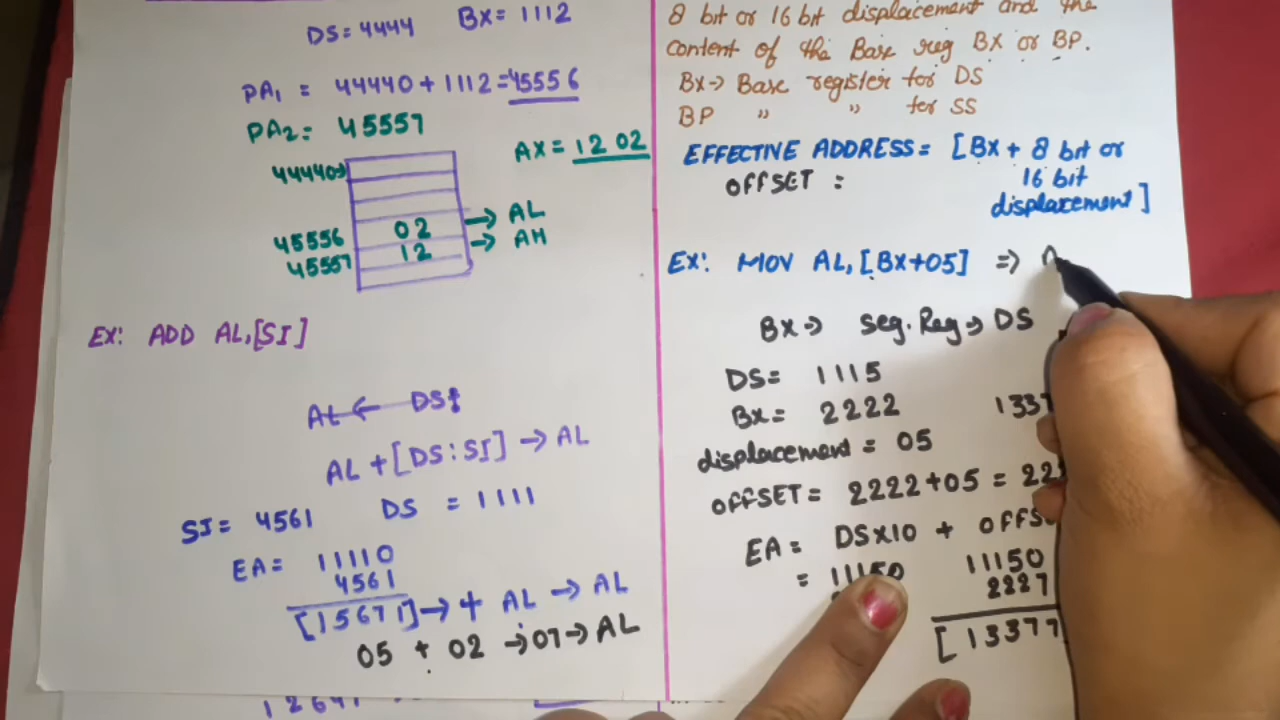 DS=4444 BX=1112
PA1 = 44440+1112=45556
PA2= 45557
AX= 12 02
44440→
02 → AL
45556
12 → AH
45557
EX: ADD AL,[SI]
AL ← DS:
AL +[DS:SI] → AL
SI= 4561 DS = 1111
EA= 11110
4561
[15671]→ + AL → AL
05 + 02 →07→ AL
8 bit or 16 bit displacement and the
content of the Base reg BX or BP.
BX→ Base register for DS
BP " " for SS
EFFECTIVE ADDRESS= [BX + 8 bit or
OFFSET = 16 bit
displacement]
EX: MOV AL,[BX+05] ⇒
BX→ Seg.Reg→ DS
DS= 1115
BX= 2222 1337
displacement = 05
OFFSET= 2222+05 = 222
EA= DSX10 + OFFS
= 11150 11150
2227
[13377